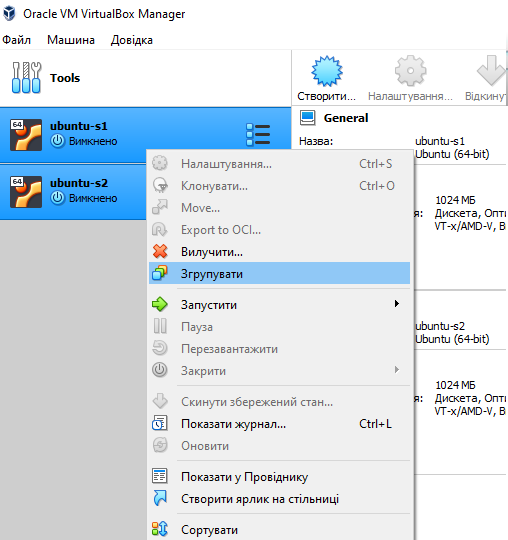 Oracle VM VirtualBox Manager
Файл Машина Довідка
Tools
Створити... Налаштування... Відкинут
64 ubuntu-s1
Вимкнено
64 ubuntu-s2
Вимкнено
General
Назва: ubuntu-s1
Ubuntu (64-bit)
1024 МБ
я: Дискета, Опти
VT-x/AMD-V, В
ubuntu-s2
Ubuntu (64-bit)
1024 МБ
я: Дискета, Опти
VT-x/AMD-V, В
Налаштування... Ctrl+S
Клонувати... Ctrl+O
Move...
Export to OCI...
Вилучити...
Згрупувати
Запустити
Пауза
Перезавантажити
Закрити
Скинути збережений стан...
Показати журнал... Ctrl+L
Оновити
Показати у Провіднику
Створити ярлик на стільниці
Сортувати